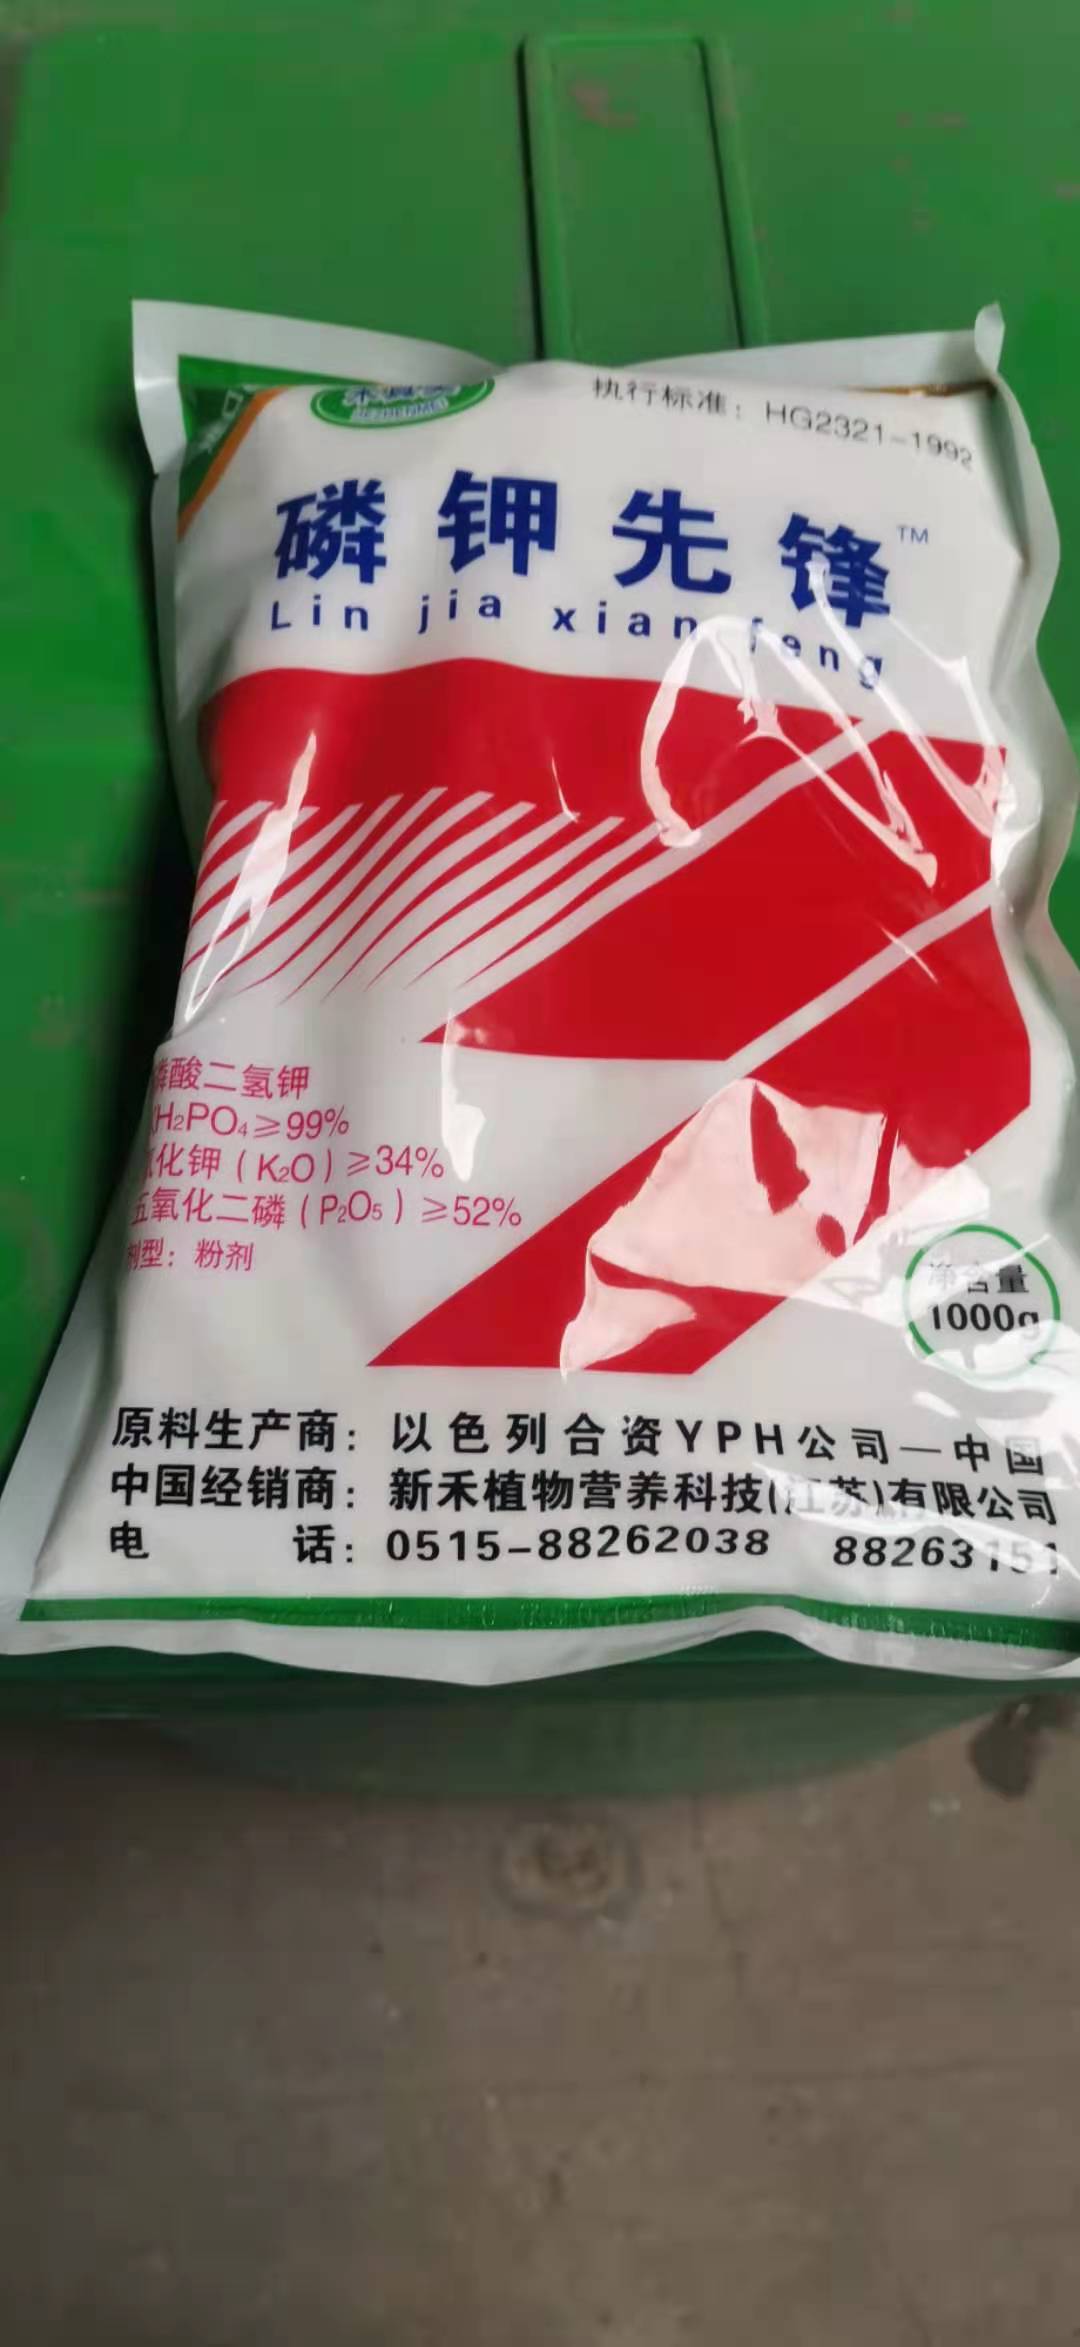 执行标准：HG2321-1992
磷钾先锋™
Lin jia xian feng
磷酸二氢钾
H₂PO₄≥99%
化钾（K₂O）≥34%
五氧化二磷（P₂O₅）≥52%
剂型：粉剂
净含量
1000g
原料生产商：以色列合资YPH公司—中国
中国经销商：新禾植物营养科技(江苏)有限公司
电话：0515-88262038 88263151